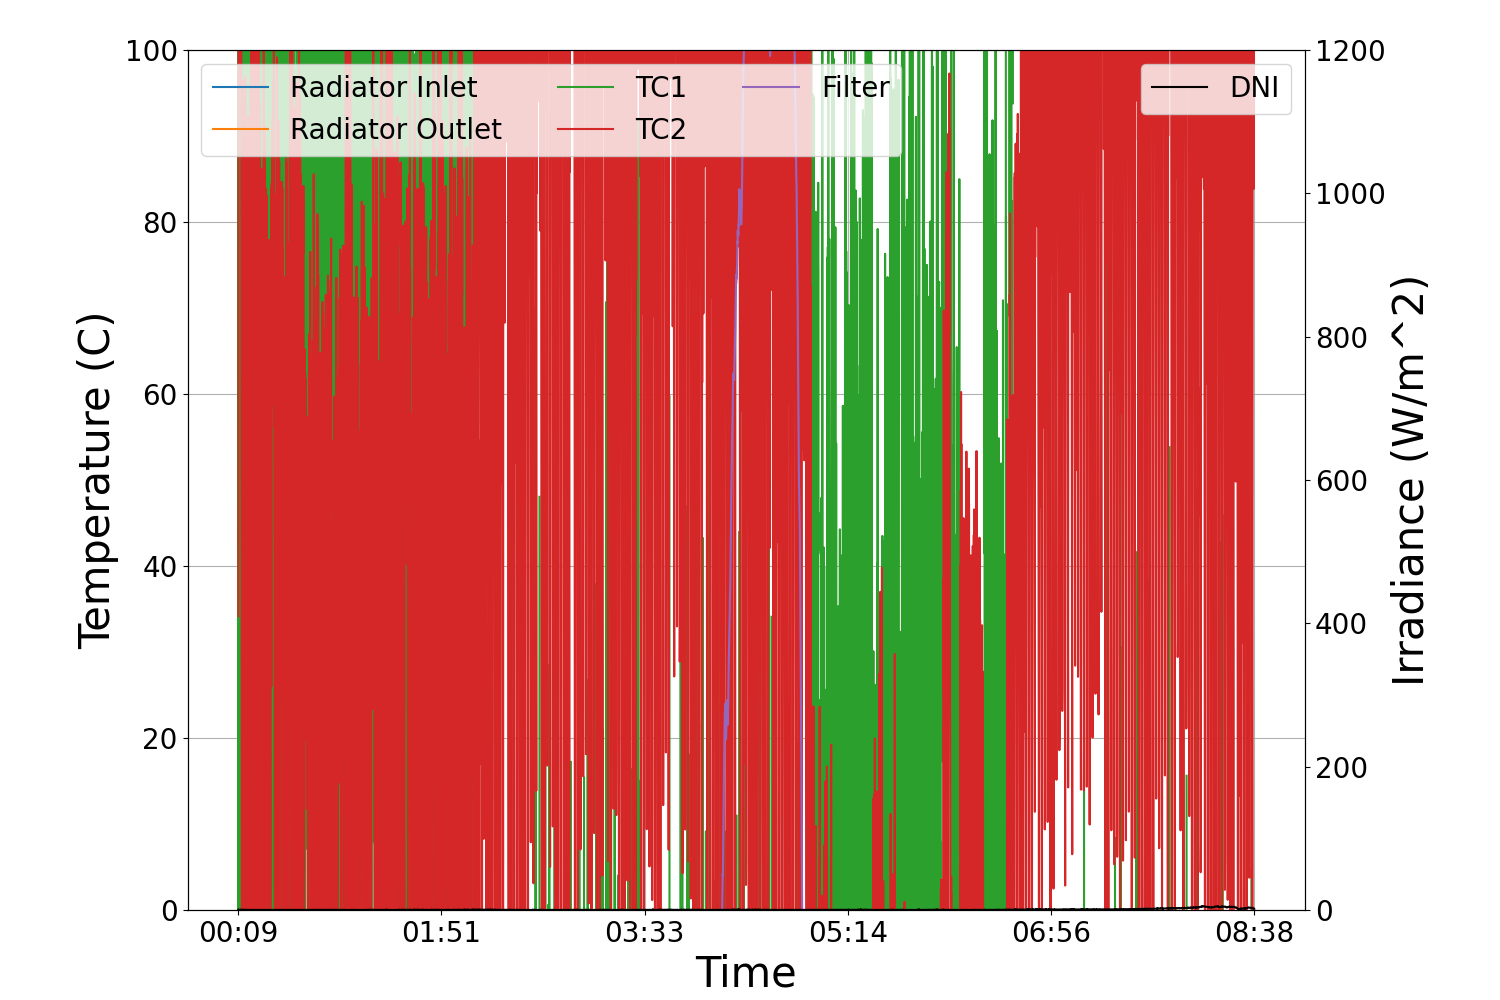 100
80
60
40
20
0
Temperature (C)
Radiator Inlet
Radiator Outlet
TC1
TC2
Filter
DNI
1200
1000
800
600
400
200
0
Irradiance (W/m^2)
00:09
01:51
03:33
05:14
06:56
08:38
Time